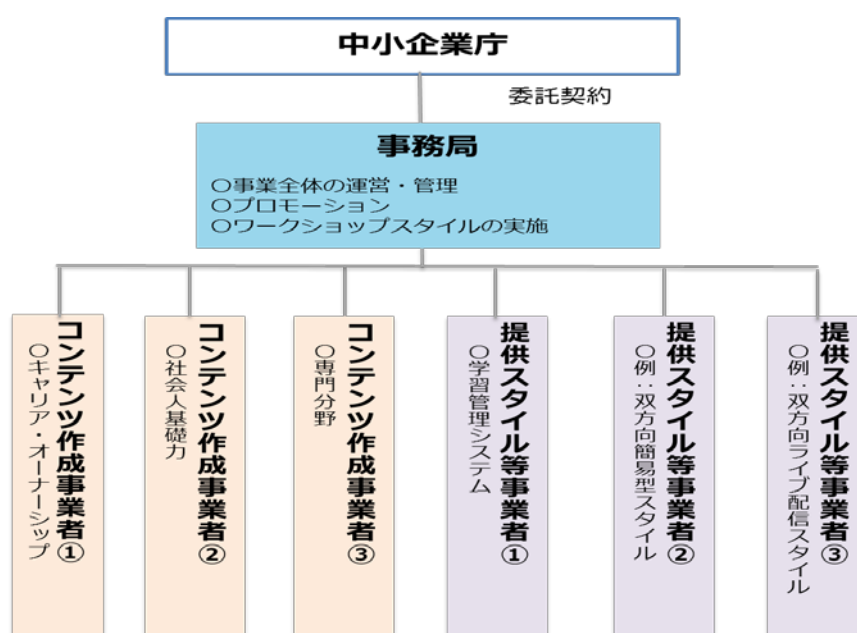 中小企業庁
委託契約
事務局
○事業全体の運営・管理
○プロモーション
○ワークショップスタイルの実施
コンテンツ作成事業者①
○キャリア・オーナーシップ
コンテンツ作成事業者②
○社会人基礎力
コンテンツ作成事業者③
○専門分野
提供スタイル等事業者①
○学習管理システム
提供スタイル等事業者②
○例：双方向簡易型スタイル
提供スタイル等事業者③
○例：双方向ライブ配信スタイル